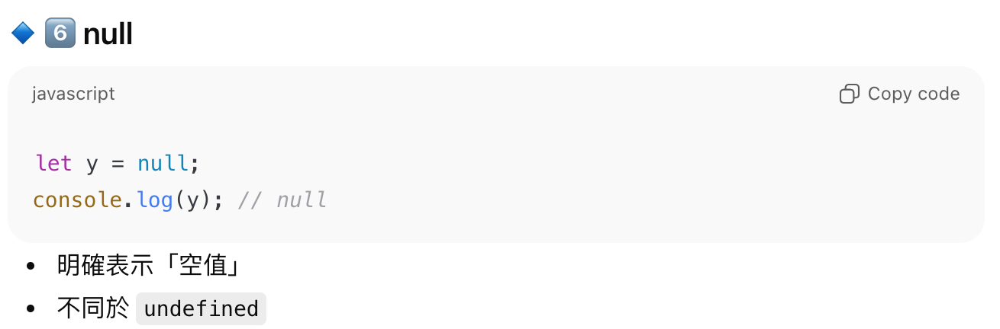 🔷 6️⃣ null
javascript
Copy code
let y = null;
console.log(y); // null
• 明確表示「空值」
• 不同於 undefined